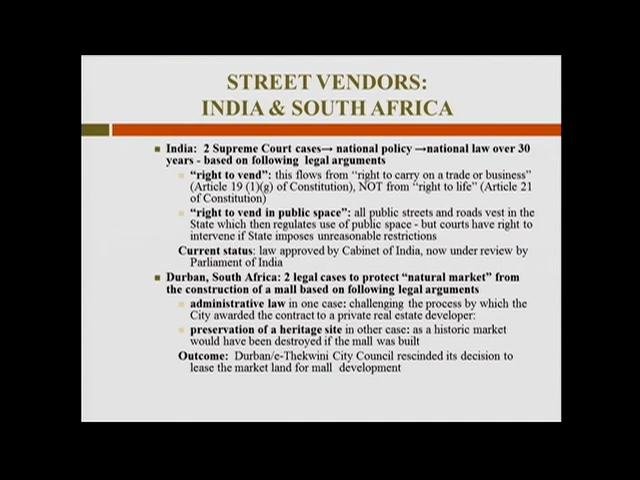 STREET VENDORS:
INDIA & SOUTH AFRICA
India: 2 Supreme Court cases→ national policy →national law over 30
years - based on following legal arguments
"right to vend": this flows from "right to carry on a trade or business"
(Article 19 (1)(g) of Constitution), NOT from "right to life" (Article 21
of Constitution)
"right to vend in public space": all public streets and roads vest in the
State which then regulates use of public space - but courts have right to
intervene if State imposes unreasonable restrictions
Current status: law approved by Cabinet of India, now under review by
Parliament of India
Durban, South Africa: 2 legal cases to protect "natural market" from
the construction of a mall based on following legal arguments
administrative law in one case: challenging the process by which the
City awarded the contract to a private real estate developer:
preservation of a heritage site in other case: as a historic market
would have been destroyed if the mall was built
Outcome: Durban/e-Thekwini City Council rescinded its decision to
lease the market land for mall development